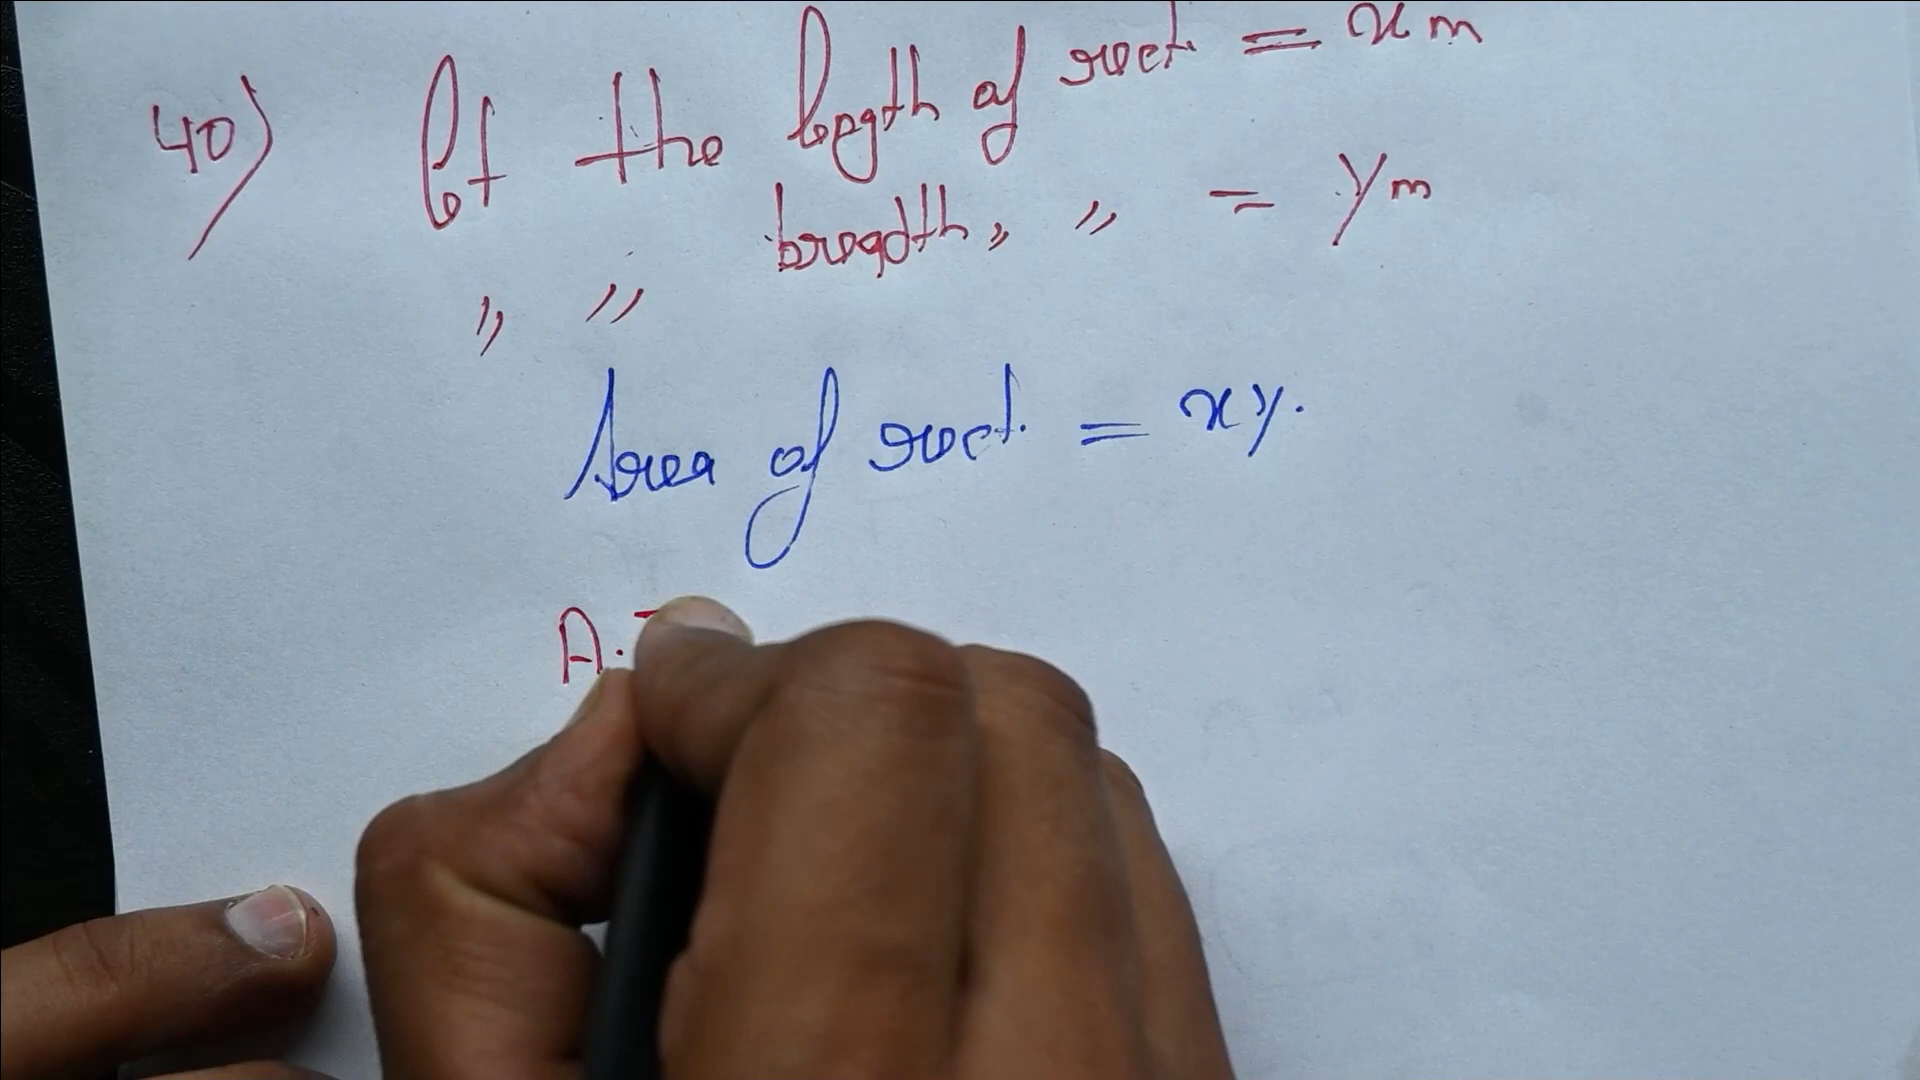 40) let the length of rect. = x m
,, ,, breadth ,, ,, = y m
Area of rect. = xy.
A.